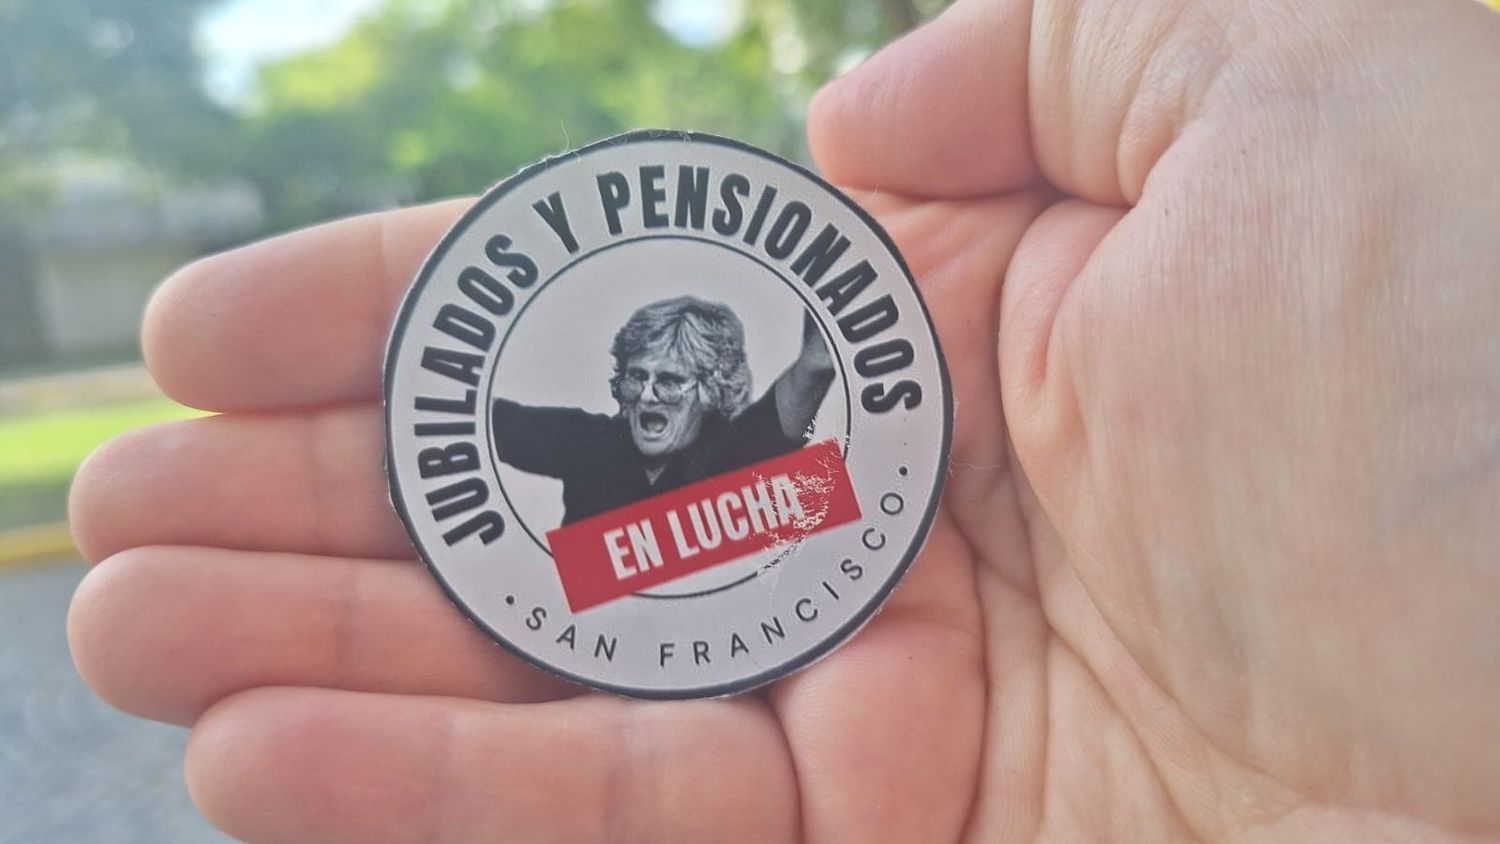 JUBILADOS Y PENSIONADOS
EN LUCHA
• SAN FRANCISCO •